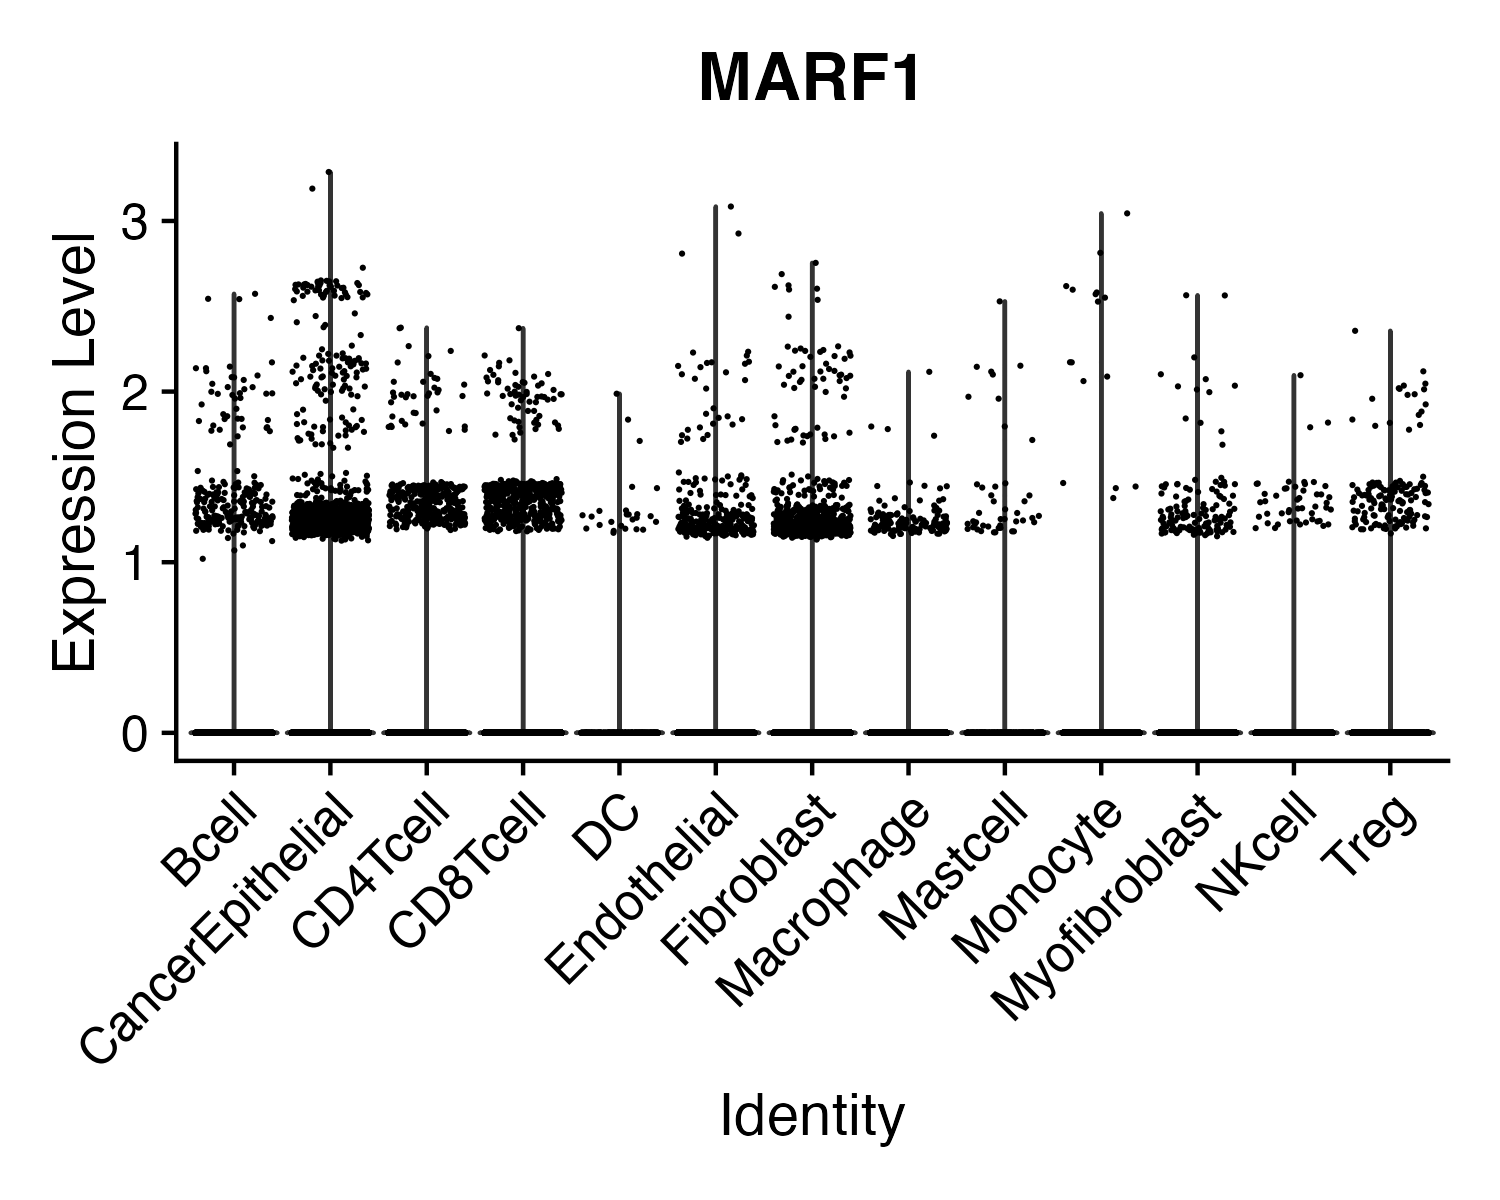 MARF1
Expression Level
3
2
1
0
Bcell
CancerEpithelial
CD4Tcell
CD8Tcell
DC
Endothelial
Fibroblast
Macrophage
Mastcell
Monocyte
Myofibroblast
NKcell
Treg
Identity